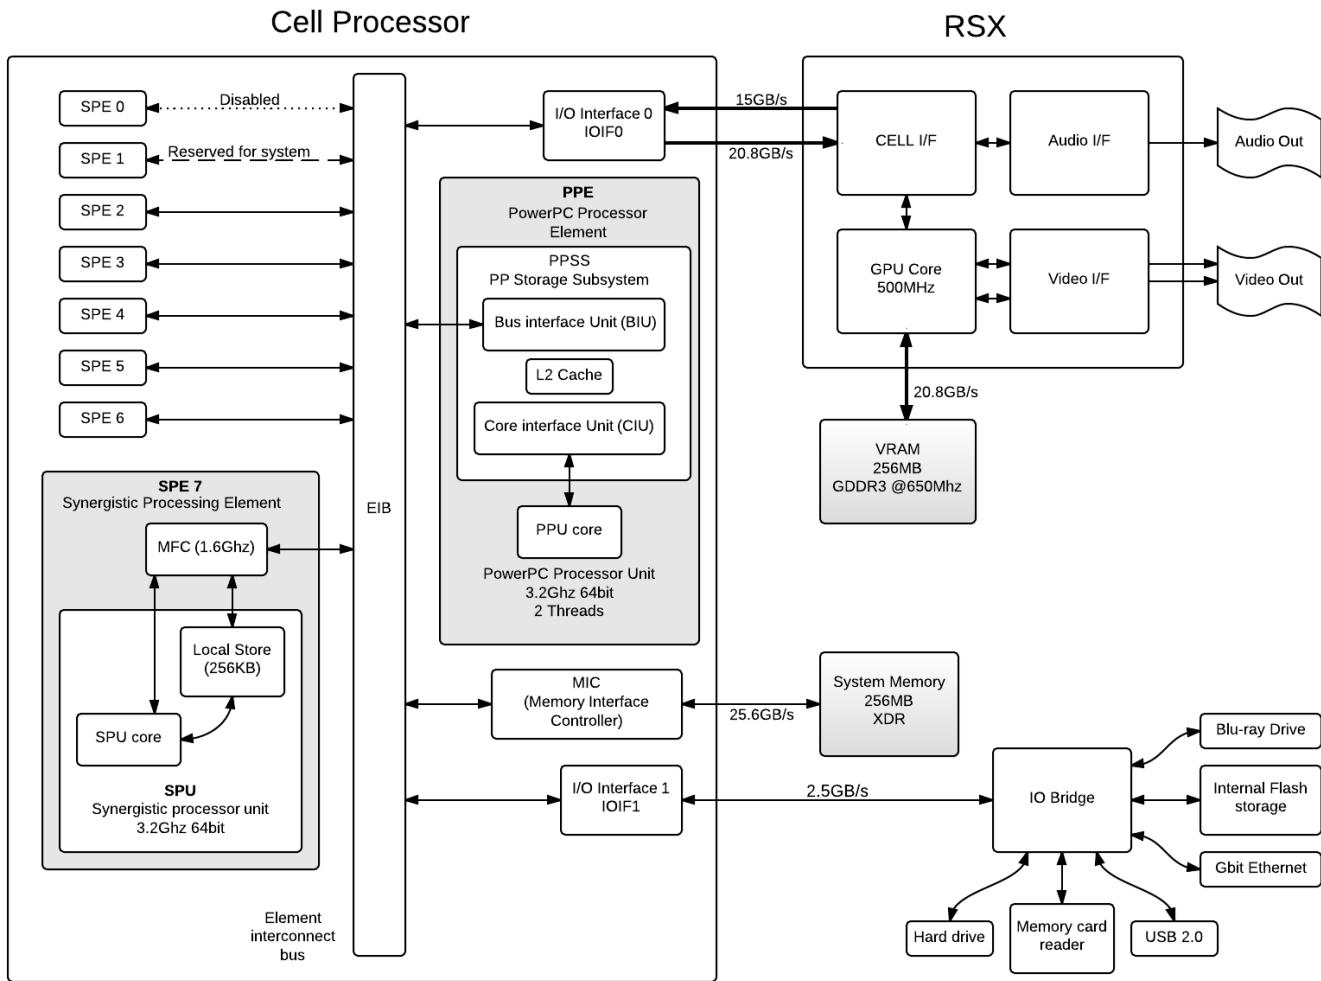 Cell Processor
RSX
SPE 0
Disabled
SPE 1
Reserved for system
SPE 2
SPE 3
SPE 4
SPE 5
SPE 6
SPE 7
Synergistic Processing Element
MFC (1.6Ghz)
Local Store
(256KB)
SPU core
SPU
Synergistic processor unit
3.2Ghz 64bit
EIB
Element
interconnect
bus
I/O Interface 0
IOIF0
15GB/s
20.8GB/s
PPE
PowerPC Processor
Element
PPSS
PP Storage Subsystem
Bus interface Unit (BIU)
L2 Cache
Core interface Unit (CIU)
PPU core
PowerPC Processor Unit
3.2Ghz 64bit
2 Threads
MIC
(Memory Interface
Controller)
25.6GB/s
I/O Interface 1
IOIF1
2.5GB/s
CELL I/F
Audio I/F
Audio Out
GPU Core
500MHz
Video I/F
Video Out
20.8GB/s
VRAM
256MB
GDDR3 @650Mhz
System Memory
256MB
XDR
IO Bridge
Blu-ray Drive
Internal Flash
storage
Gbit Ethernet
Hard drive
Memory card
reader
USB 2.0